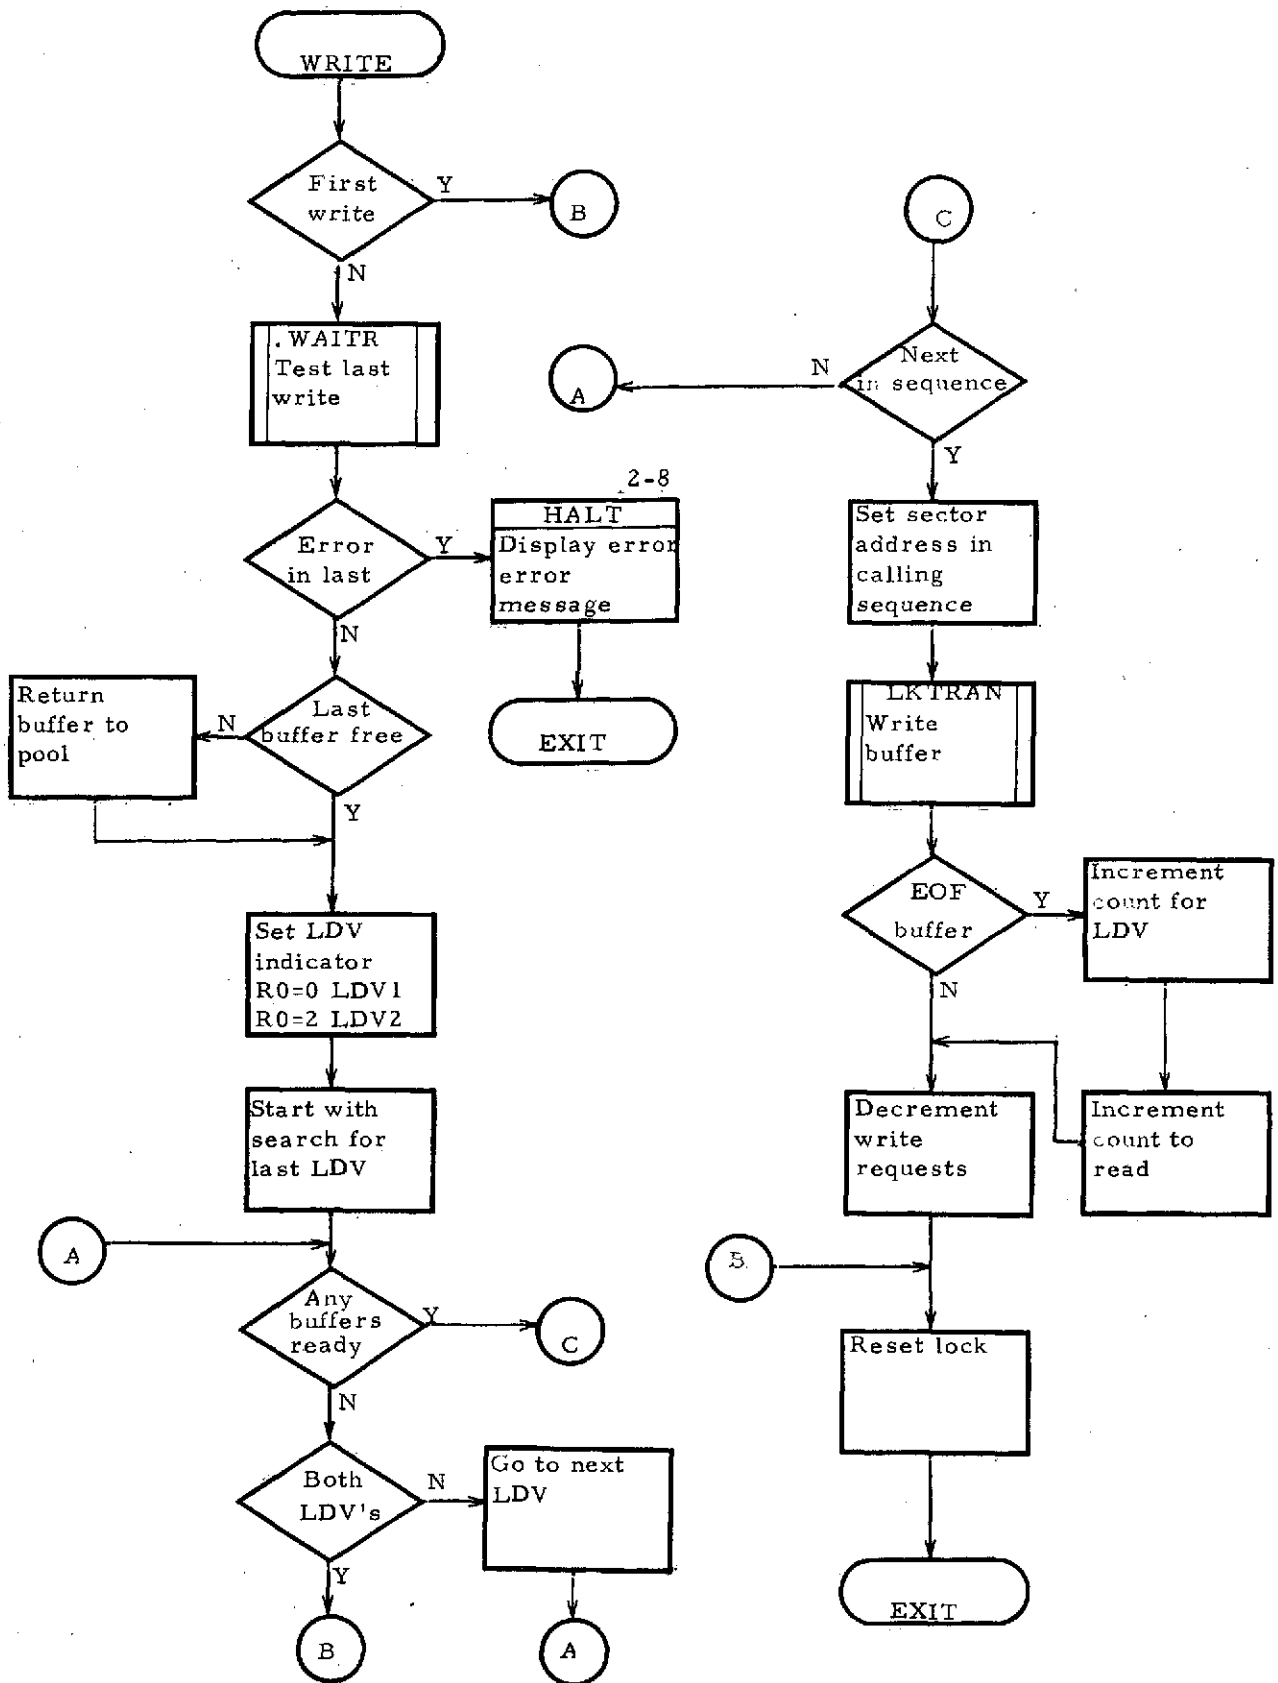 WRITE
First
write
Y
B
N
.WAITR
Test last
write
Error
in last
Y
2-8
HALT
Display error
error
message
EXIT
N
Last
buffer free
N
Return
buffer to
pool
Y
Set LDV
indicator
R0=0 LDV1
R0=2 LDV2
Start with
search for
last LDV
A
Any
buffers
ready
Y
C
N
Both
LDV's
N
Go to next
LDV
A
Y
B
C
Next
in sequence
N
A
Y
Set sector
address in
calling
sequence
LKTRAN
Write
buffer
EOF
buffer
Y
Increment
count for
LDV
Increment
count to
read
N
Decrement
write
requests
B
Reset lock
EXIT